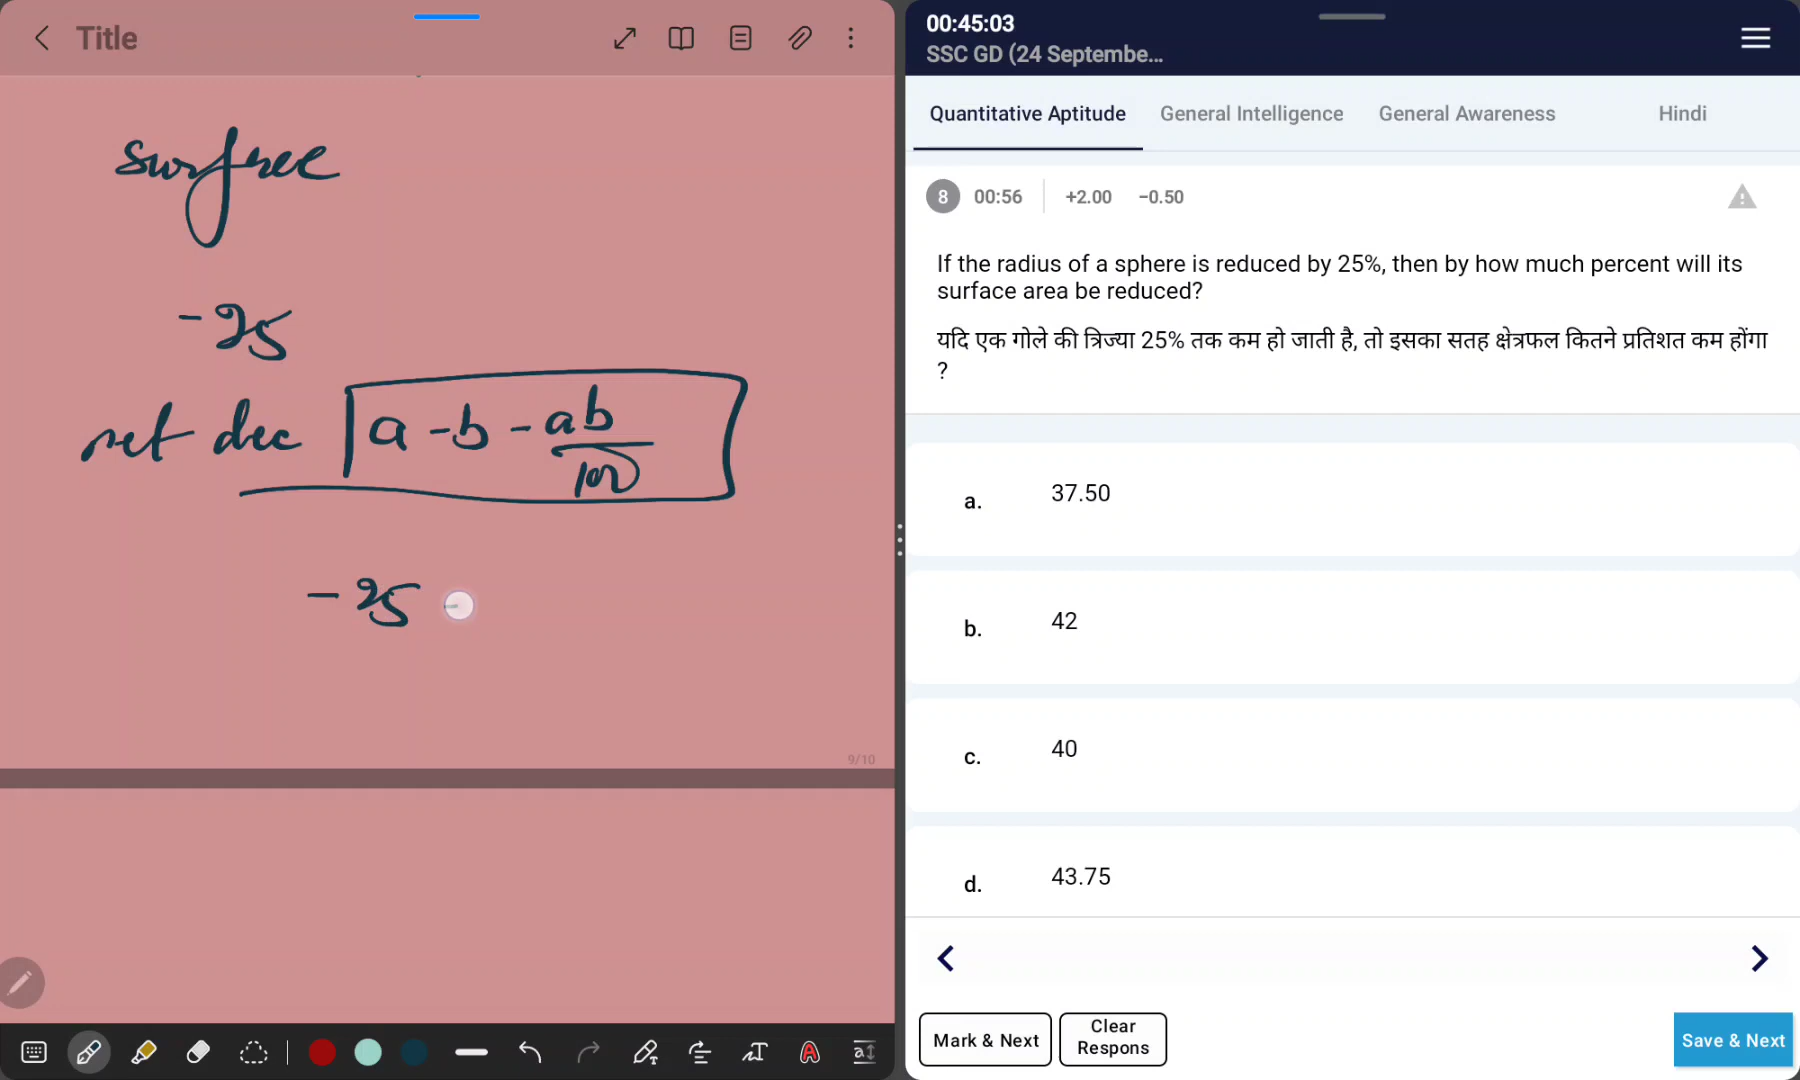 Title
surface
-25
net dec a - b - ab/100
- 25 -
9/10
00:45:03
SSC GD (24 Septembe...
Quantitative Aptitude General Intelligence General Awareness Hindi
8 00:56 +2.00 −0.50
If the radius of a sphere is reduced by 25%, then by how much percent will its
surface area be reduced?
यदि एक गोले की त्रिज्या 25% तक कम हो जाती है, तो इसका सतह क्षेत्रफल कितने प्रतिशत कम होंगा
?
a. 37.50
b. 42
c. 40
d. 43.75
Mark & Next
Clear
Respons
Save & Next